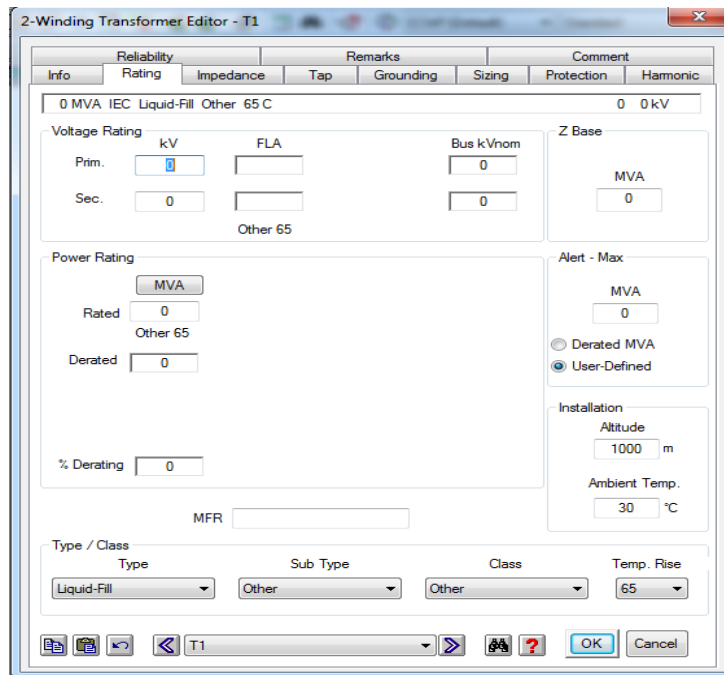 2-Winding Transformer Editor - T1
Reliability Remarks Comment
Info Rating Impedance Tap Grounding Sizing Protection Harmonic
0 MVA IEC Liquid-Fill Other 65 C 0 0 kV
Voltage Rating
kV FLA Bus kVnom
Prim. 0 0
Sec. 0 0
Other 65
Z Base
MVA
0
Power Rating
MVA
Rated 0
Other 65
Derated 0
% Derating 0
Alert - Max
MVA
0
Derated MVA
User-Defined
Installation
Altitude
1000 m
Ambient Temp.
30 °C
MFR
Type / Class
Type Sub Type Class Temp. Rise
Liquid-Fill Other Other 65
T1 ? OK Cancel